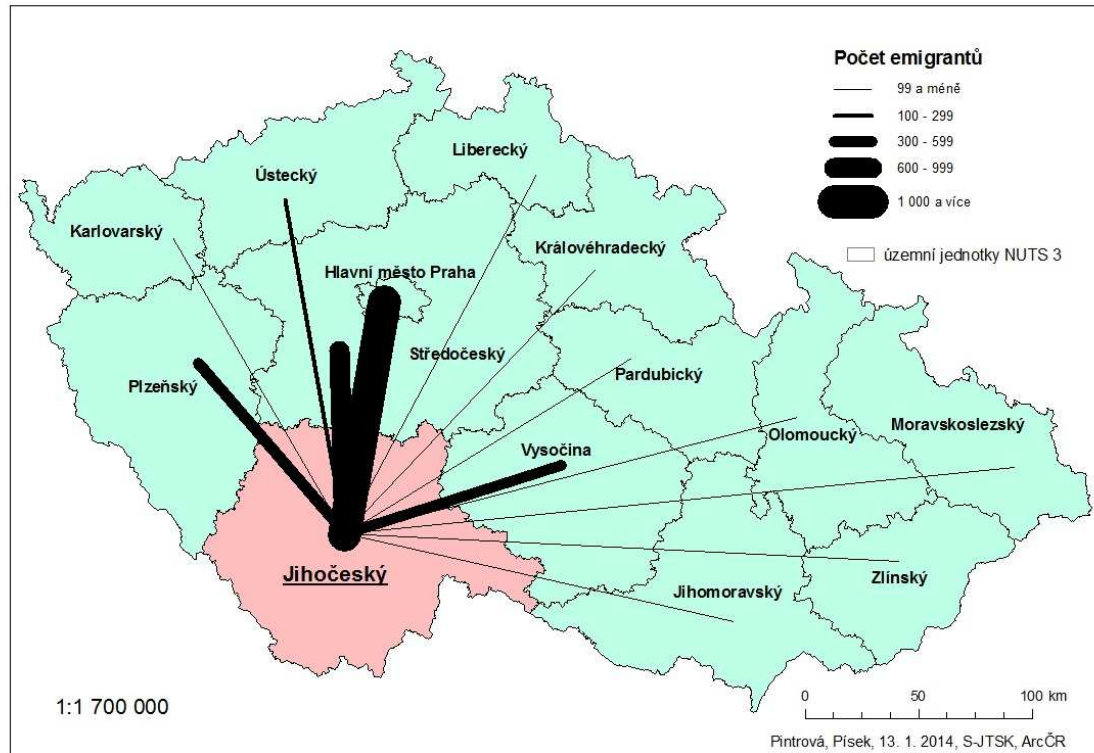 Počet emigrantů
99 a méně
100 - 299
300 - 599
600 - 999
1 000 a více
územní jednotky NUTS 3
Liberecký
Ústecký
Karlovarský
Královéhradecký
Hlavní město Praha
Středočeský
Plzeňský
Pardubický
Moravskoslezský
Olomoucký
Vysočina
Jihočeský
Zlínský
Jihomoravský
1:1 700 000
0 50 100 km
Pintrová, Písek, 13. 1. 2014, S-JTSK, ArcČR